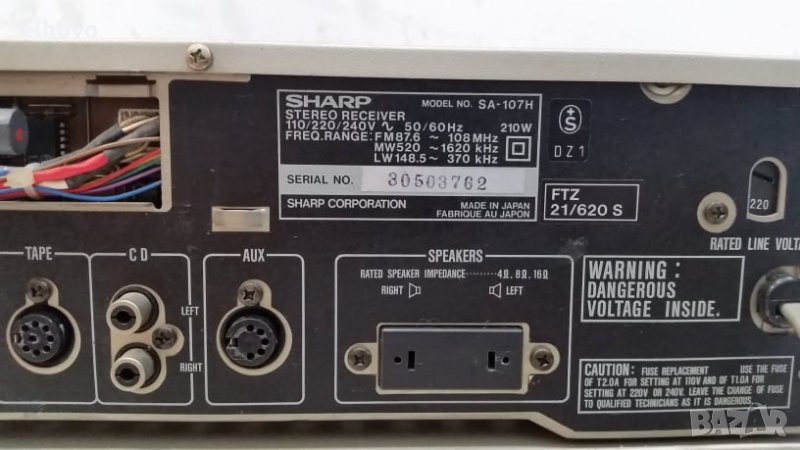 elhovo
SHARP MODEL NO. SA-107H
STEREO RECEIVER
110/220/240V ∿ 50/60Hz 210W
FREQ.RANGE: FM87.6 ~ 108MHz
MW520 ~ 1620 kHz
LW148.5 ~ 370 kHz
SERIAL NO. 30503762
SHARP CORPORATION MADE IN JAPAN
FABRIQUE AU JAPON
S
DZ1
FTZ
21/620 S
220
RATED LINE VOLTA
TAPE
CD
LEFT
RIGHT
AUX
SPEAKERS
RATED SPEAKER IMPEDANCE········4Ω, 8Ω, 16Ω
RIGHT LEFT
WARNING:
DANGEROUS
VOLTAGE INSIDE.
CAUTION: FUSE REPLACEMENT USE THE FUSE
OF T2.0A FOR SETTING AT 110V AND OF T1.0A FOR
SETTING AT 220V OR 240V. LEAVE THE CHANGE OF FUSE
TO QUALIFIED TECHNICIANS AS IT IS DANGEROUS.
BAZAR